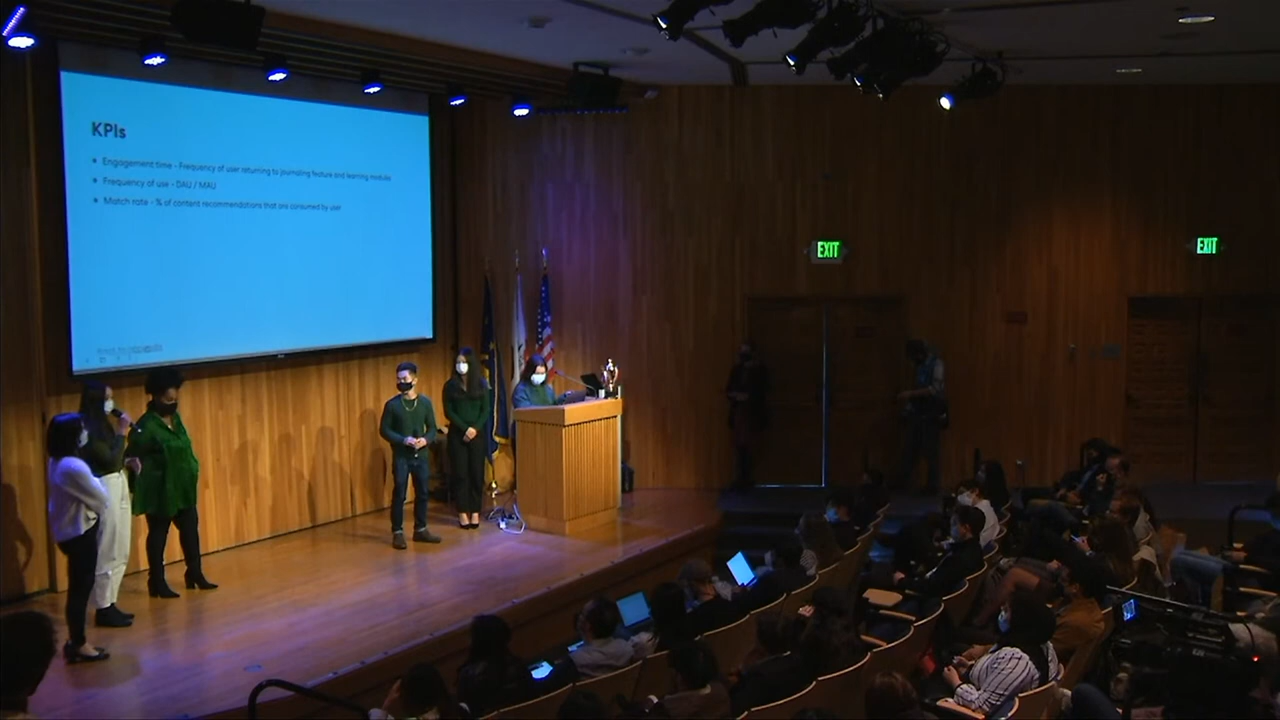 KPIs
• Engagement time - Frequency of user returning to journaling feature and learning module
• Frequency of use - DAU / MAU
• Match rate - % of content recommendations that are consumed by user
EXIT
EXIT